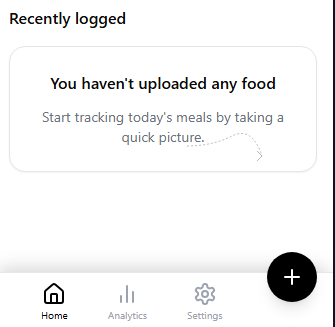 Recently logged
You haven't uploaded any food
Start tracking today's meals by taking a
quick picture.
Home
Analytics
Settings